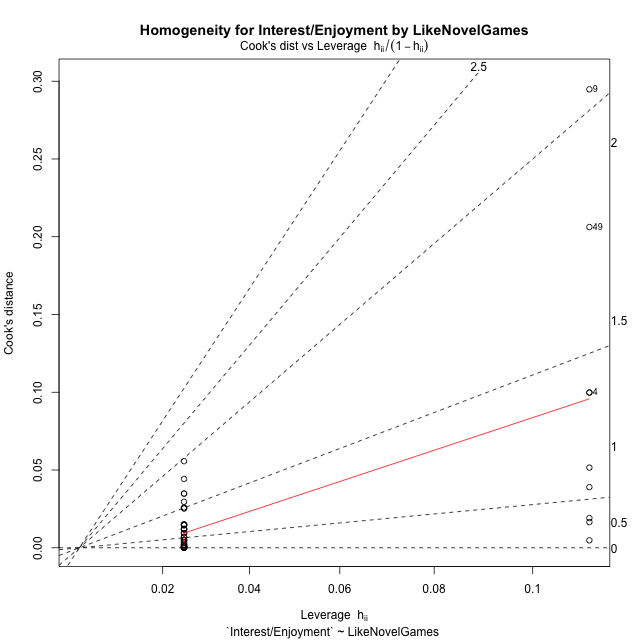 Homogeneity for Interest/Enjoyment by LikeNovelGames
Cook's dist vs Leverage hᵢᵢ/(1 − hᵢᵢ)
2.5
0.30
9
0.25
2
0.20
49
0.15
1.5
0.10
4
1
0.05
0.5
0.00
0
Cook's distance
0.02 0.04 0.06 0.08 0.1
Leverage hᵢᵢ
`Interest/Enjoyment` ~ LikeNovelGames